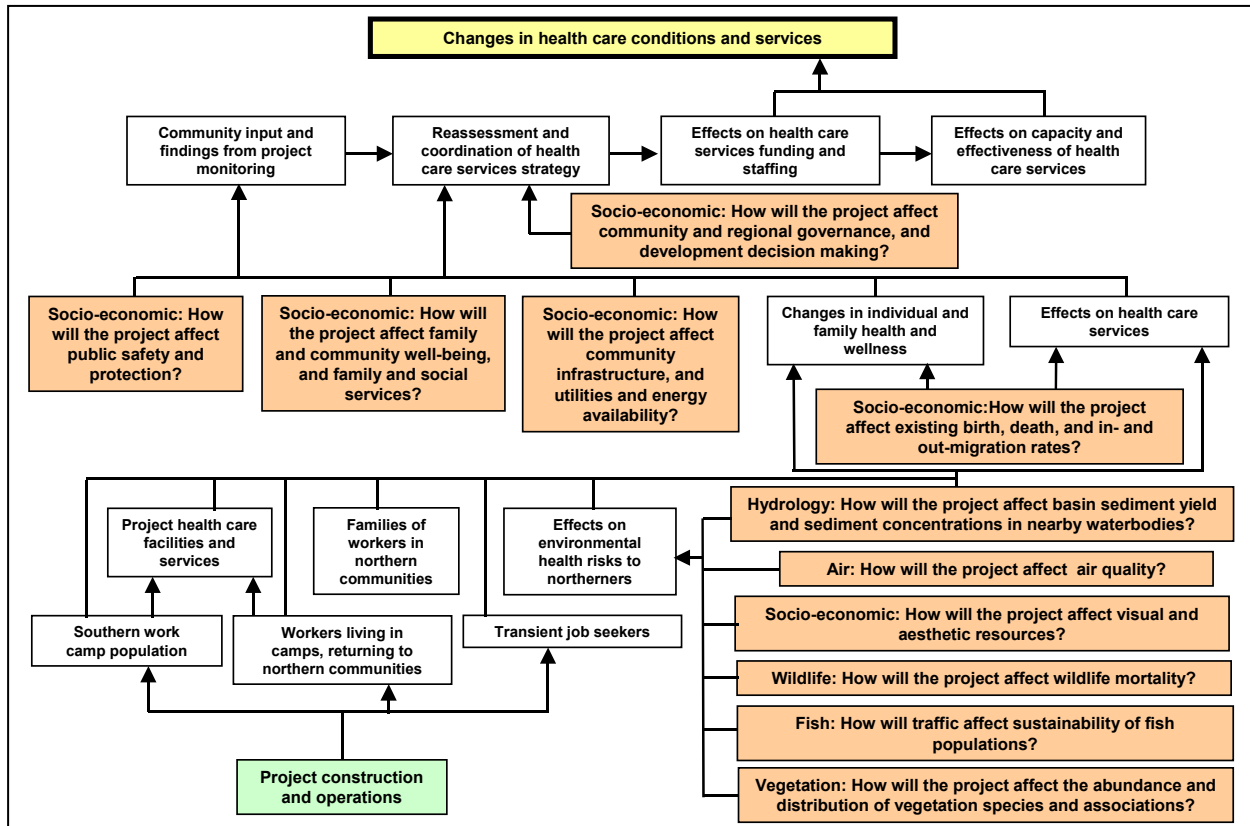 Changes in health care conditions and services
Community input and
findings from project
monitoring
Reassessment and
coordination of health
care services strategy
Effects on health care
services funding and
staffing
Effects on capacity and
effectiveness of health
care services
Socio-economic: How will the project affect
community and regional governance, and
development decision making?
Socio-economic: How
will the project affect
public safety and
protection?
Socio-economic: How will
the project affect family
and community well-being,
and family and social
services?
Socio-economic: How
will the project affect
community
infrastructure, and
utilities and energy
availability?
Changes in individual and
family health and
wellness
Effects on health care
services
Socio-economic:How will the project
affect existing birth, death, and in- and
out-migration rates?
Project health care
facilities and
services
Families of
workers in
northern
communities
Effects on
environmental
health risks to
northerners
Hydrology: How will the project affect basin sediment yield
and sediment concentrations in nearby waterbodies?
Air: How will the project affect air quality?
Southern work
camp population
Workers living in
camps, returning to
northern communities
Transient job seekers
Socio-economic: How will the project affect visual and
aesthetic resources?
Wildlife: How will the project affect wildlife mortality?
Fish: How will traffic affect sustainability of fish
populations?
Project construction
and operations
Vegetation: How will the project affect the abundance and
distribution of vegetation species and associations?